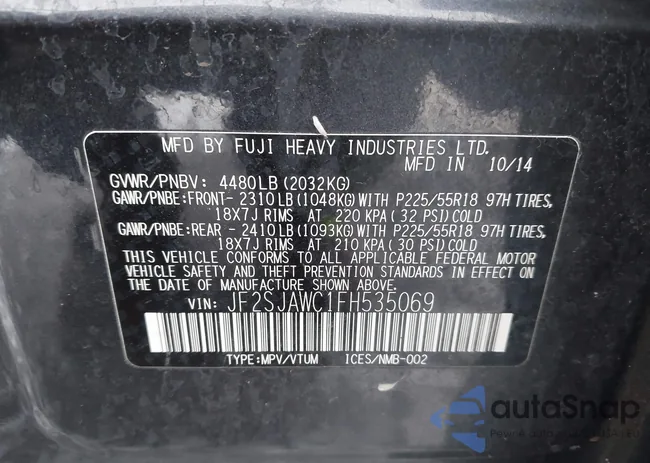 MFD BY FUJI HEAVY INDUSTRIES LTD.
MFD IN 10/14
GVWR/PNBV: 4480LB(2032KG)
GAWR/PNBE:FRONT-2310LB(1048KG)WITH P225/55R18 97H TIRES,
18X7J RIMS AT 220 KPA(32 PSI)COLD
GAWR/PNBE:REAR -2410LB(1093KG)WITH P225/55R18 97H TIRES,
18X7J RIMS AT 210 KPA(30 PSI)COLD
THIS VEHICLE CONFORMS TO ALL APPLICABLE FEDERAL MOTOR
VEHICLE SAFETY AND THEFT PREVENTION STANDARDS IN EFFECT ON
THE DATE OF MANUFACTURE SHOWN ABOVE.
VIN: JF2SJAWC1FH535069
TYPE:MPV/VTUM ICES/NMB-002
autoSnap